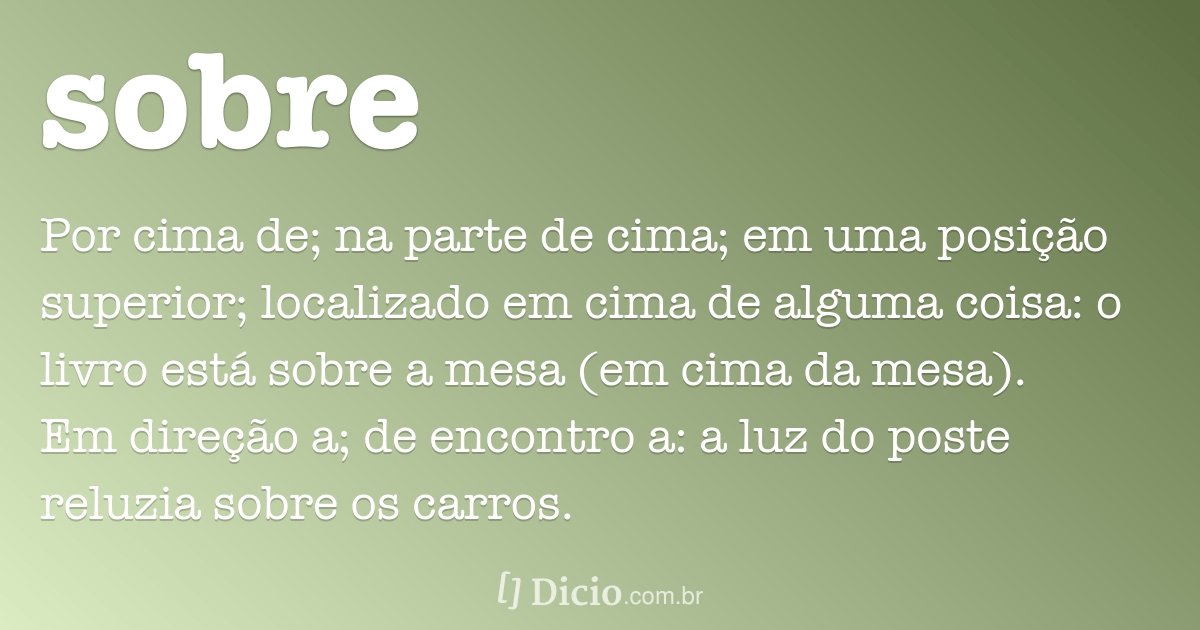 sobre
Por cima de; na parte de cima; em uma posição
superior; localizado em cima de alguma coisa: o
livro está sobre a mesa (em cima da mesa).
Em direção a; de encontro a: a luz do poste
reluzia sobre os carros.
[] Dicio.com.br